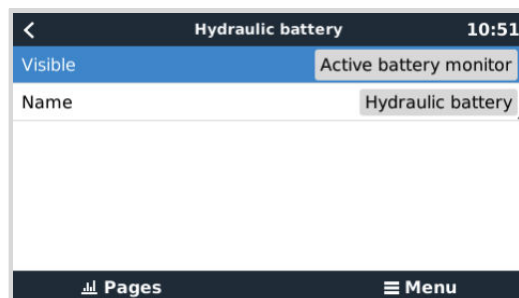 Hydraulic battery 10:51
Visible Active battery monitor
Name Hydraulic battery
Pages Menu